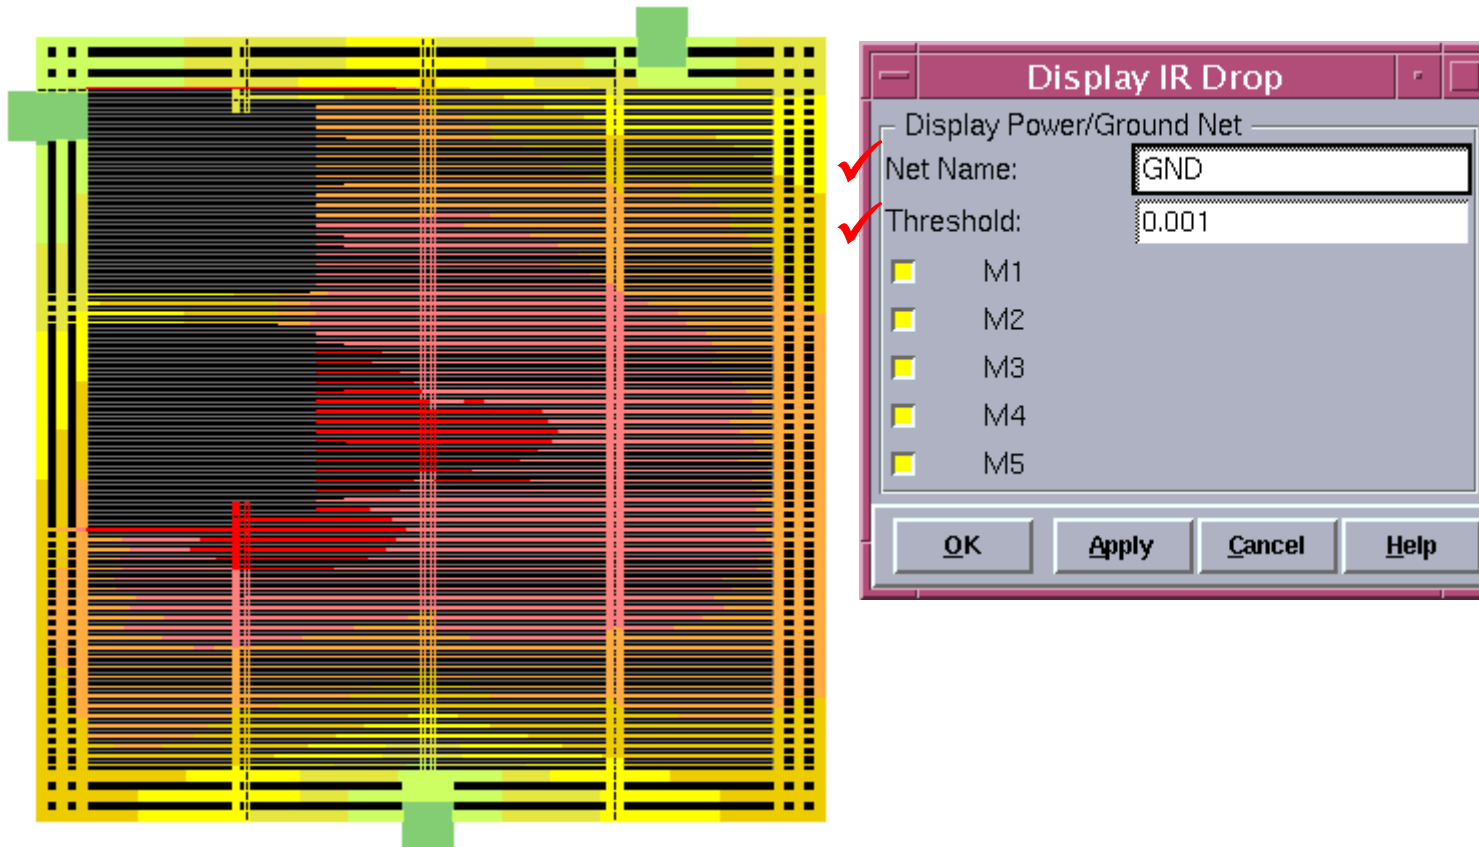 Display IR Drop
Display Power/Ground Net
Net Name: GND
Threshold: 0.001
M1
M2
M3
M4
M5
OK Apply Cancel Help